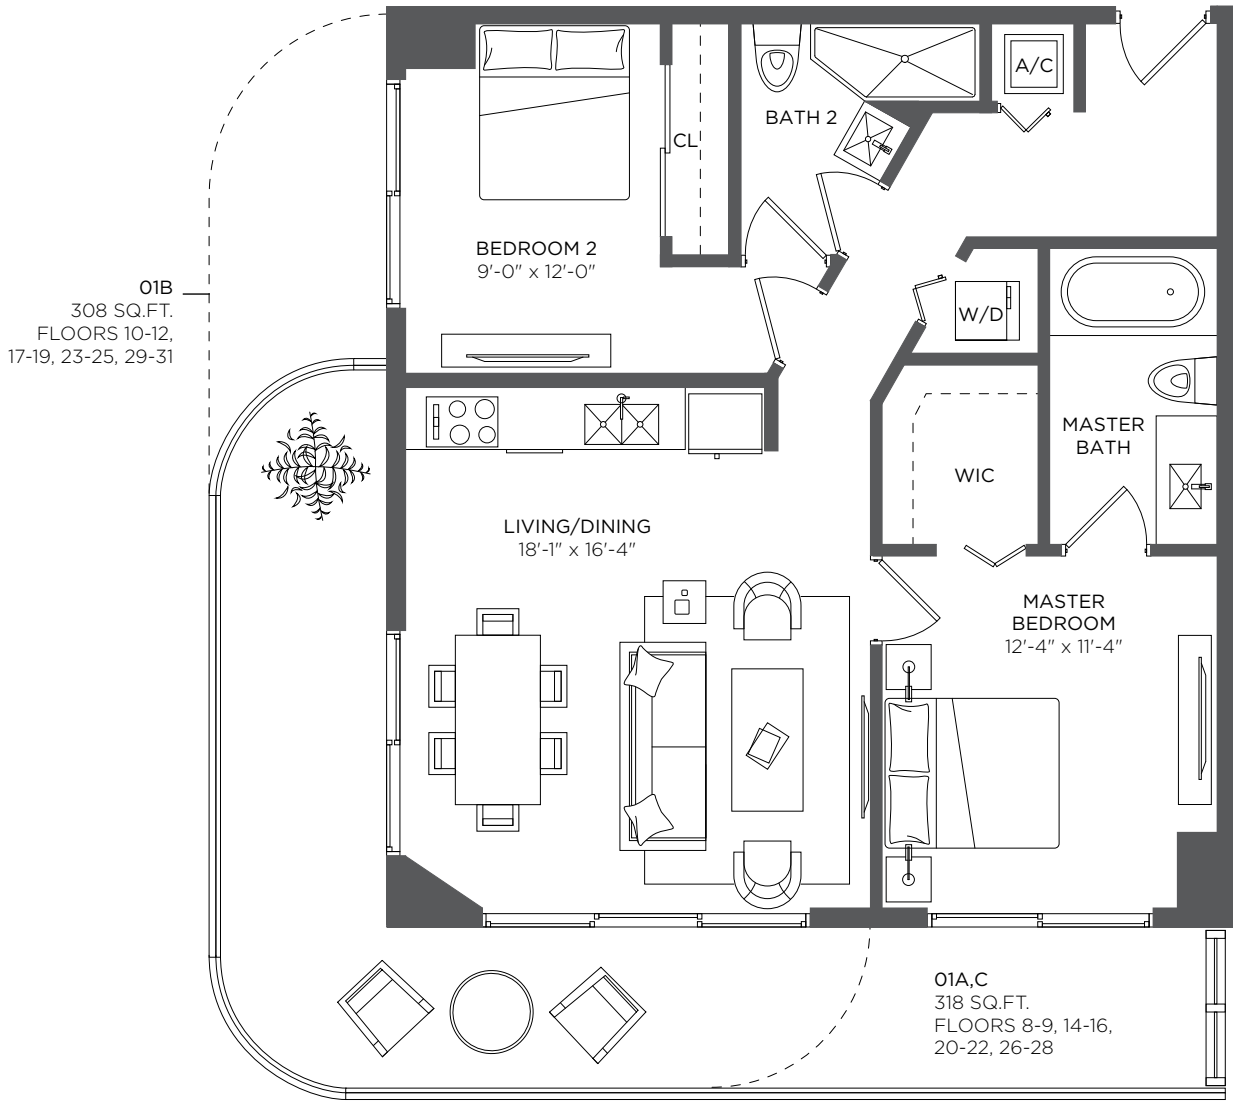 A/C
BATH 2
CL
BEDROOM 2
9'-0" x 12'-0"
01B
308 SQ.FT.
FLOORS 10-12,
17-19, 23-25, 29-31
W/D
MASTER
BATH
WIC
LIVING/DINING
18'-1" x 16'-4"
MASTER
BEDROOM
12'-4" x 11'-4"
01A,C
318 SQ.FT.
FLOORS 8-9, 14-16,
20-22, 26-28